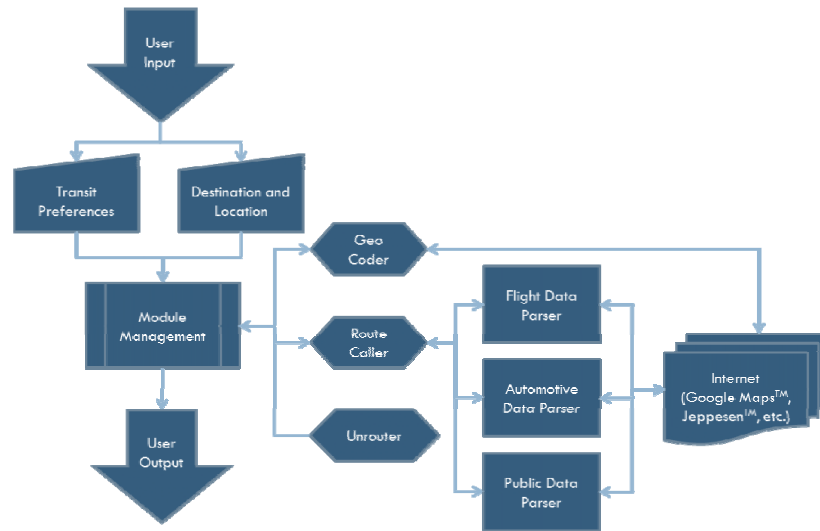 User
Input
Transit
Preferences
Destination and
Location
Geo
Coder
Module
Management
Route
Caller
Unrouter
Flight Data
Parser
Automotive
Data Parser
Public Data
Parser
Internet
(Google Maps™,
Jeppesen™, etc.)
User
Output